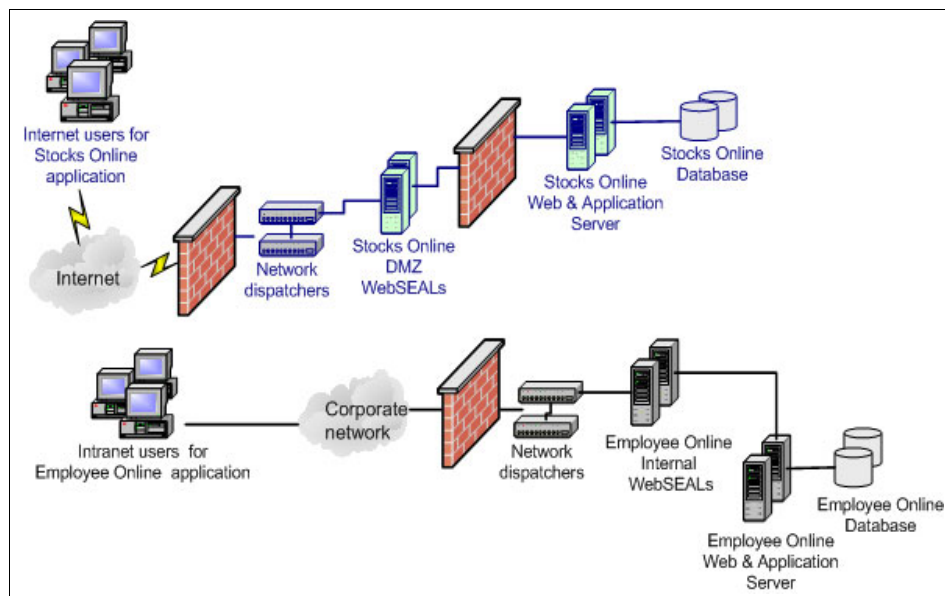 Internet users for
Stocks Online
application
Internet
Network
dispatchers
Stocks Online
DMZ
WebSEALs
Stocks Online
Web & Application
Server
Stocks Online
Database
Intranet users for
Employee Online application
Corporate
network
Network
dispatchers
Employee Online
Internal
WebSEALs
Employee Online
Web & Application
Server
Employee Online
Database